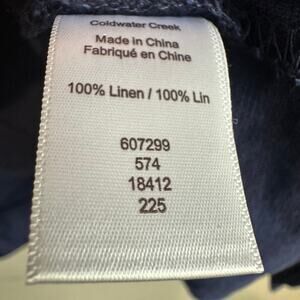 Coldwater Creek
Made in China
Fabriqué en Chine
100% Linen / 100% Lin
607299
574
18412
225